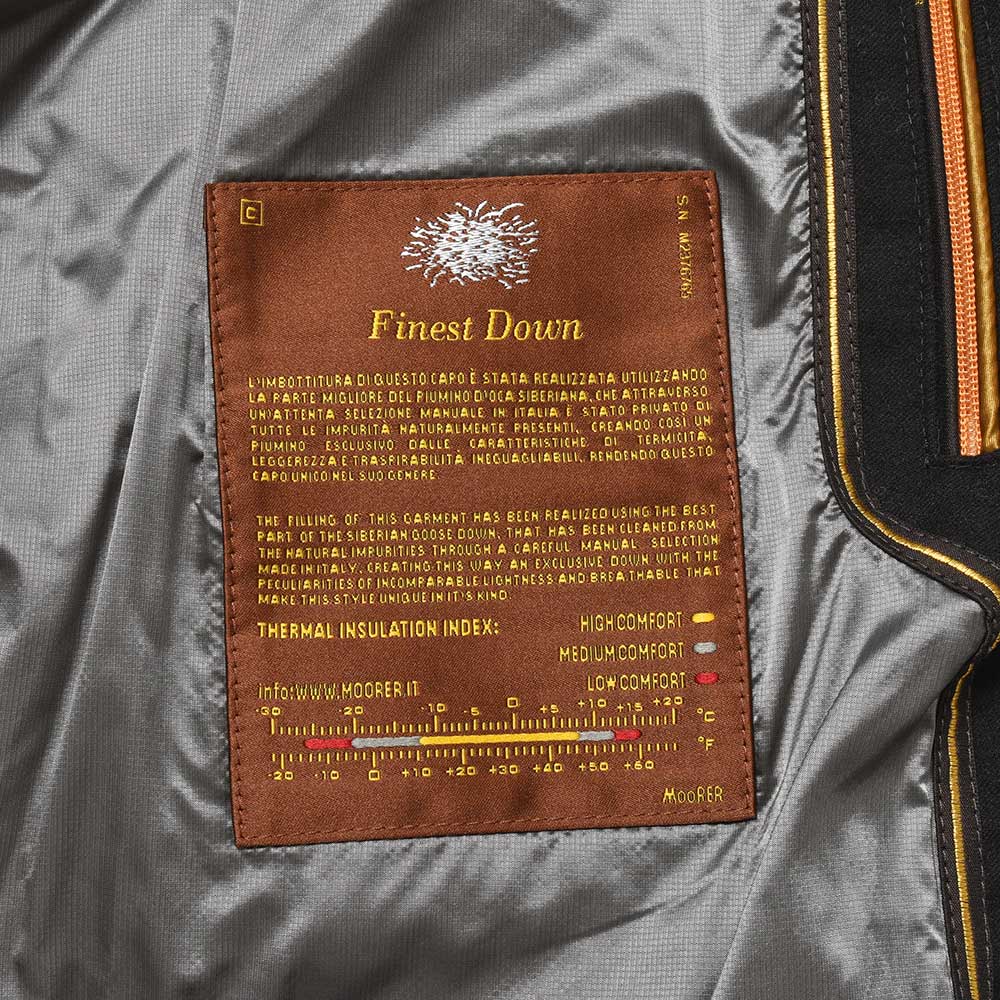 C
S N M2376765
Finest Down
L'IMBOTTITURA DI QUESTO CAPO È STATA REALIZZATA UTILIZZANDO
LA PARTE MIGLIORE DEL PIUMINO D'OCA SIBERIANA, CHE ATTRAVERSO
UN'ATTENTA SELEZIONE MANUALE IN ITALIA È STATO PRIVATO DI
TUTTE LE IMPURITÀ NATURALMENTE PRESENTI, CREANDO COSÌ UN
PIUMINO ESCLUSIVO DALLE CARATTERISTICHE DI TERMICITÀ,
LEGGEREZZA E TRASPIRABILITÀ INEGUAGLIABILI, RENDENDO QUESTO
CAPO UNICO NEL SUO GENERE.
THE FILLING OF THIS GARMENT HAS BEEN REALIZED USING THE BEST
PART OF THE SIBERIAN GOOSE DOWN, THAT HAS BEEN CLEANED FROM
THE NATURAL IMPURITIES THROUGH A CAREFUL MANUAL SELECTION
MADE IN ITALY, CREATING THIS WAY AN EXCLUSIVE DOWN WITH THE
PECULIARITIES OF INCOMPARABLE LIGHTNESS AND BREATHABLE THAT
MAKE THIS STYLE UNIQUE IN IT'S KIND.
THERMAL INSULATION INDEX:
HIGH COMFORT
MEDIUM COMFORT
LOW COMFORT
info:WWW.MOORER.IT
-30 -20 -10 -5 0 +5 +10 +15 +20 °C
-20 -10 0 +10 +20 +30 +40 +50 +60 °F
MOORER